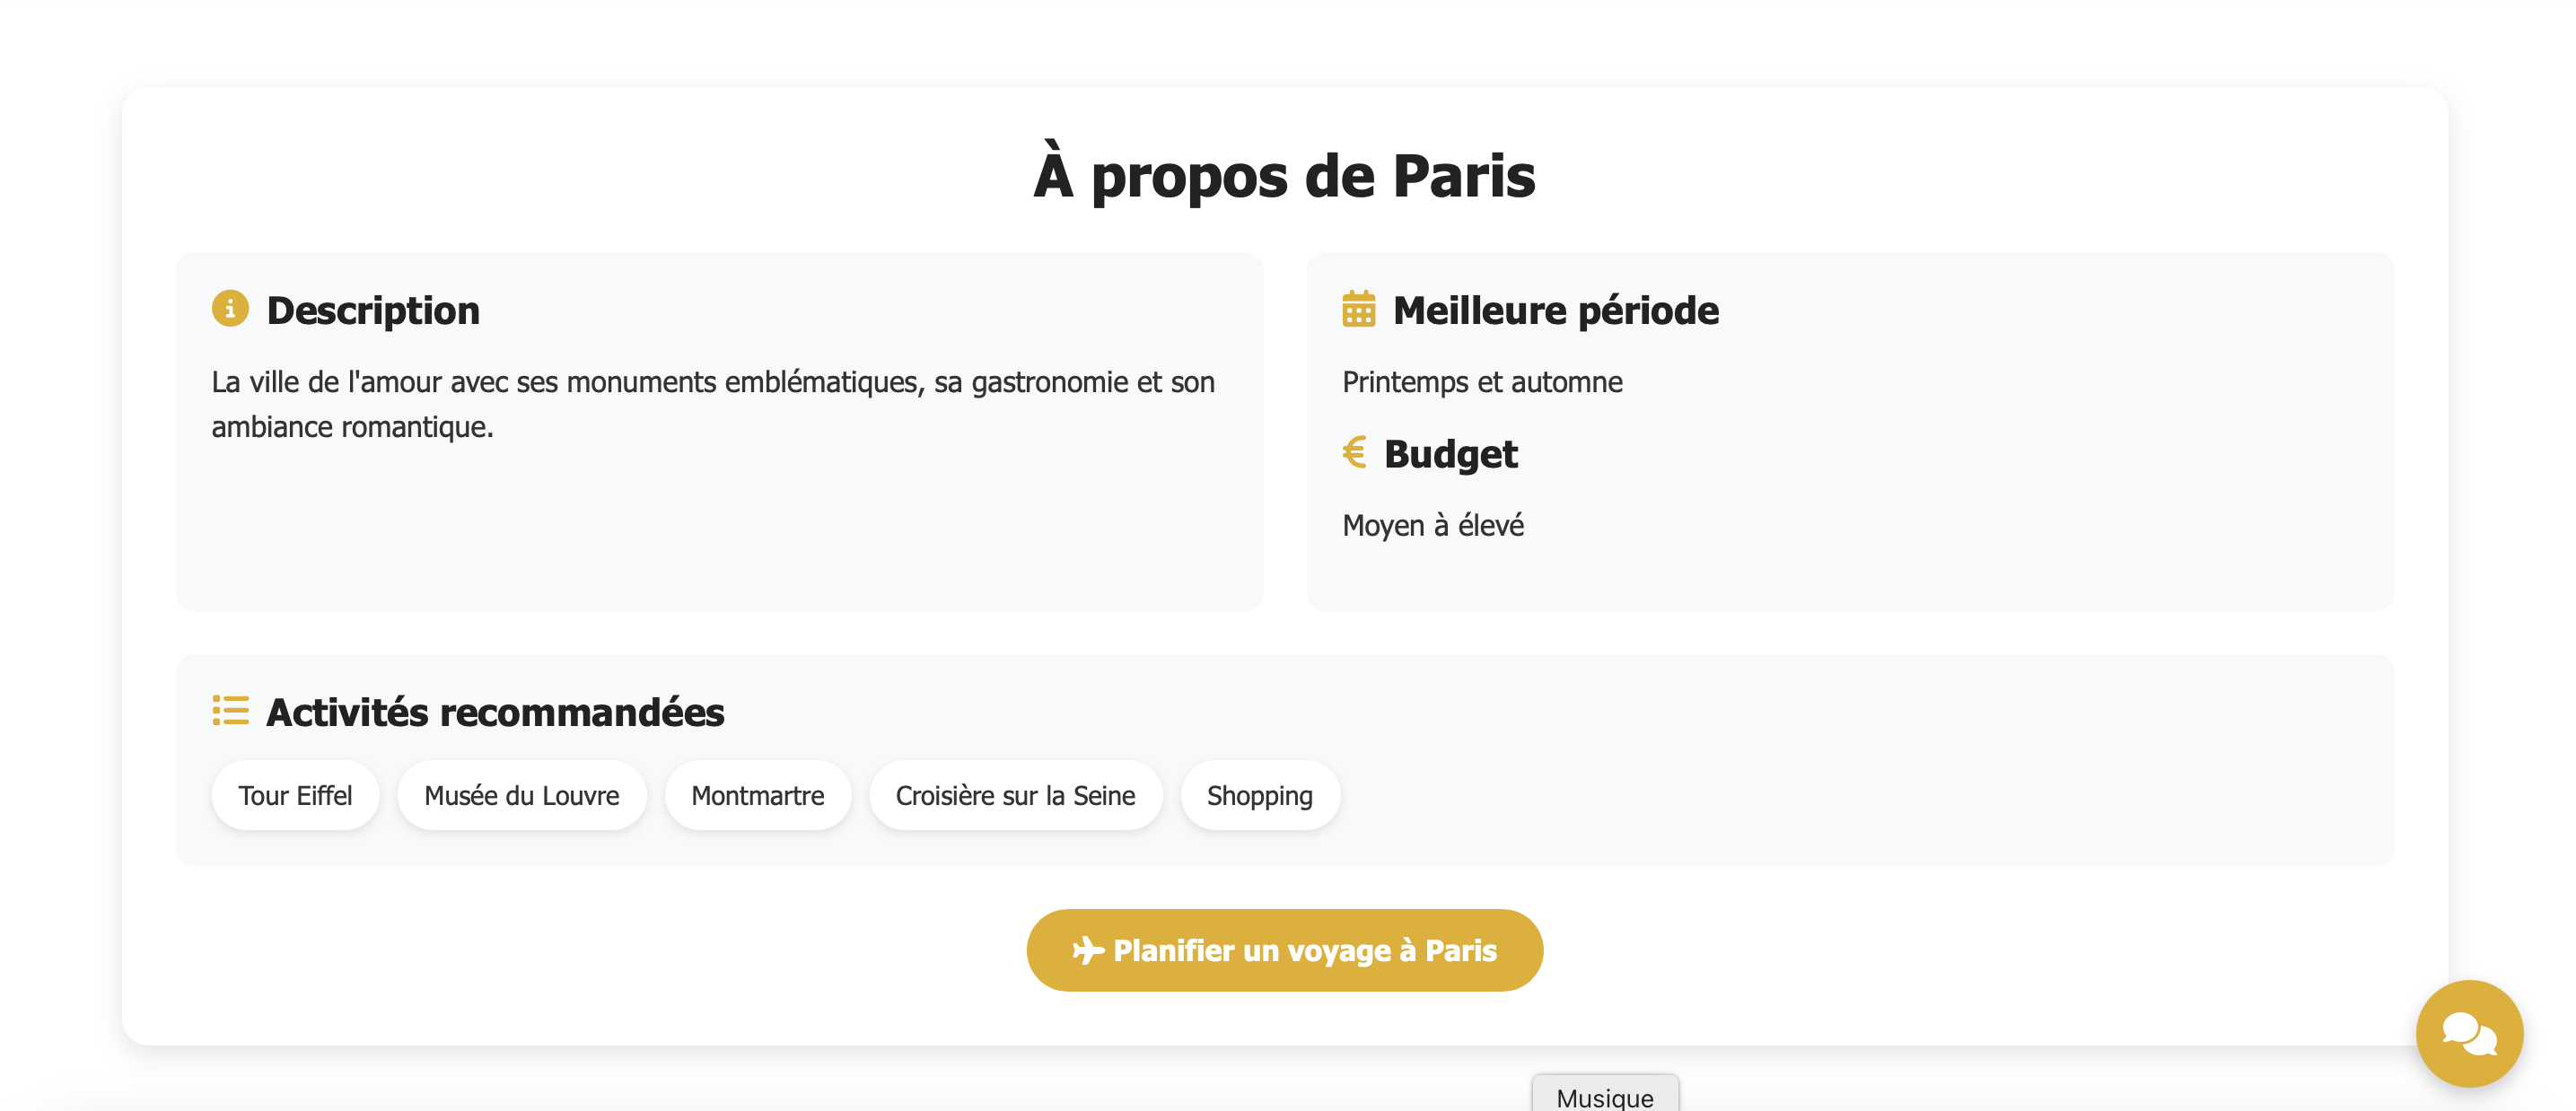 À propos de Paris
Description
La ville de l'amour avec ses monuments emblématiques, sa gastronomie et son
ambiance romantique.
Meilleure période
Printemps et automne
€ Budget
Moyen à élevé
Activités recommandées
Tour Eiffel
Musée du Louvre
Montmartre
Croisière sur la Seine
Shopping
Planifier un voyage à Paris
Musique